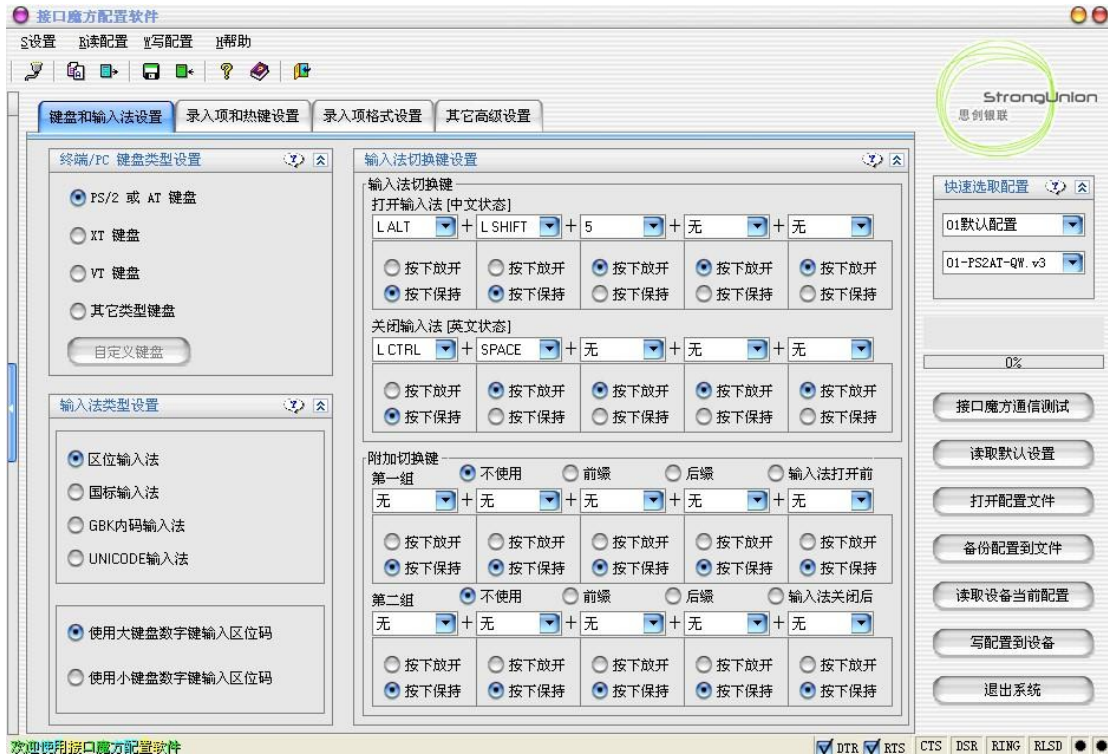 接口魔方配置软件
S设置 R读配置 W写配置 H帮助
键盘和输入法设置 录入项和热键设置 录入项格式设置 其它高级设置
StrongUnion
思创银联
终端/PC 键盘类型设置
PS/2 或 AT 键盘
XT 键盘
VT 键盘
其它类型键盘
自定义键盘
输入法类型设置
区位输入法
国标输入法
GBK内码输入法
UNICODE输入法
使用大键盘数字键输入区位码
使用小键盘数字键输入区位码
输入法切换键设置
输入法切换键
打开输入法 [中文状态]
L ALT + L SHIFT + 5 + 无 + 无
按下放开 按下放开 按下放开 按下放开 按下放开
按下保持 按下保持 按下保持 按下保持 按下保持
关闭输入法 [英文状态]
L CTRL + SPACE + 无 + 无 + 无
按下放开 按下放开 按下放开 按下放开 按下放开
按下保持 按下保持 按下保持 按下保持 按下保持
附加切换键
第一组 不使用 前缀 后缀 输入法打开前
无 + 无 + 无 + 无 + 无
按下放开 按下放开 按下放开 按下放开 按下放开
按下保持 按下保持 按下保持 按下保持 按下保持
第二组 不使用 前缀 后缀 输入法关闭后
无 + 无 + 无 + 无 + 无
按下放开 按下放开 按下放开 按下放开 按下放开
按下保持 按下保持 按下保持 按下保持 按下保持
快速选取配置
01默认配置
01-PS2AT-QW.v3
0%
接口魔方通信测试
读取默认设置
打开配置文件
备份配置到文件
读取设备当前配置
写配置到设备
退出系统
欢迎使用接口魔方配置软件 DTR RTS CTS DSR RING RLSD